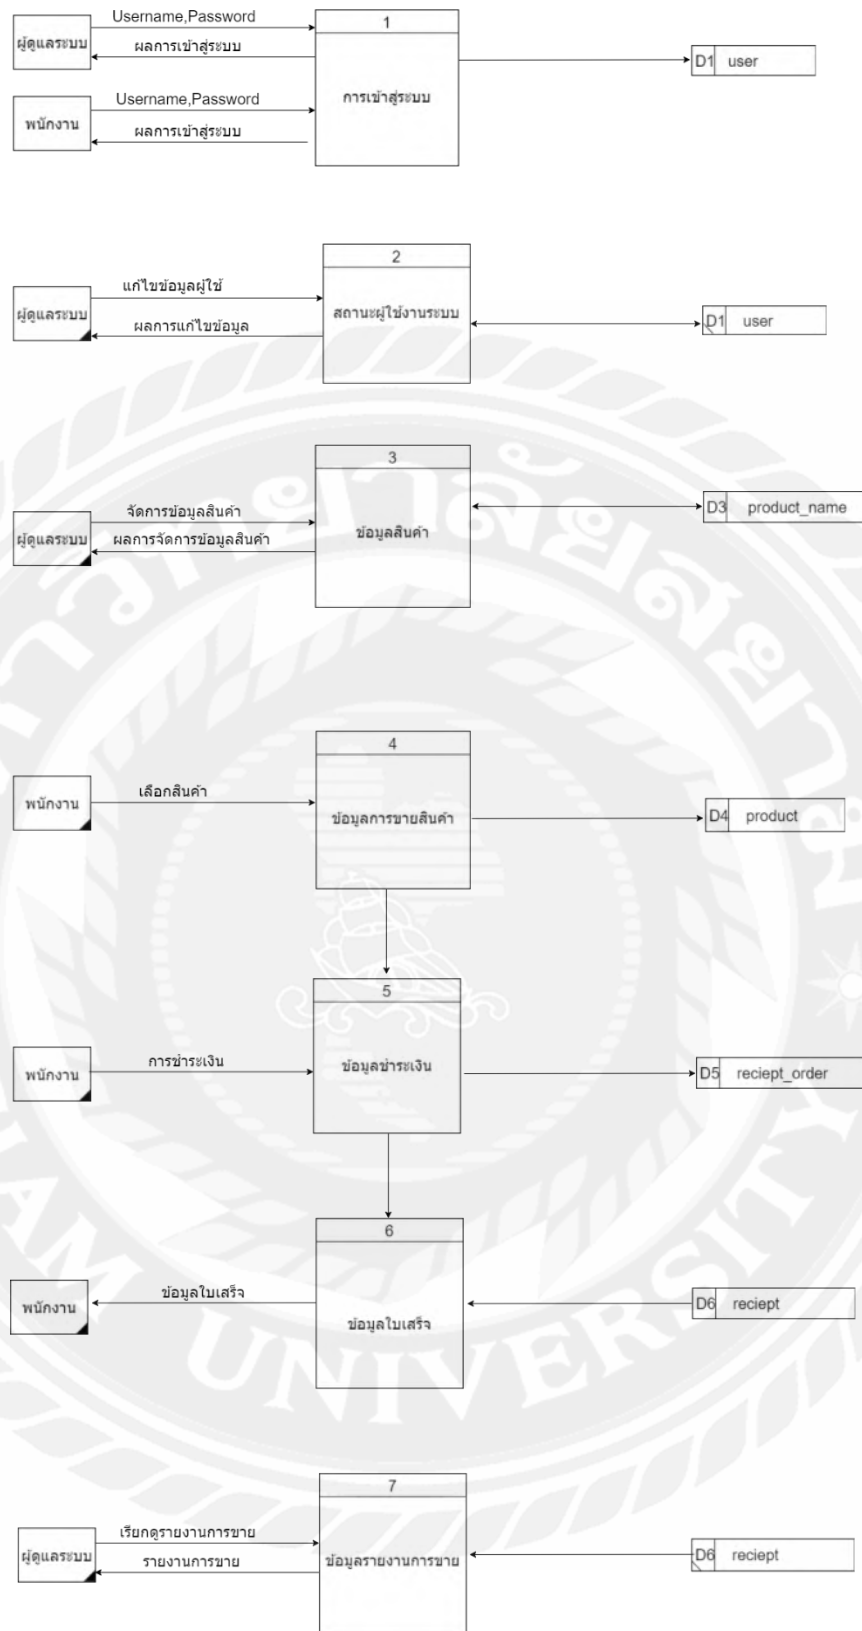 Username,Password
1
ผู้ดูแลระบบ
ผลการเข้าสู่ระบบ
D1 user
การเข้าสู่ระบบ
Username,Password
พนักงาน
ผลการเข้าสู่ระบบ
2
แก้ไขข้อมูลผู้ใช้
ผู้ดูแลระบบ
สถานะผู้ใช้งานระบบ
ผลการแก้ไขข้อมูล
D1 user
3
จัดการข้อมูลสินค้า
D3 product_name
ผู้ดูแลระบบ
ผลการจัดการข้อมูลสินค้า
ข้อมูลสินค้า
4
เลือกสินค้า
พนักงาน
ข้อมูลการขายสินค้า
D4 product
5
การชำระเงิน
พนักงาน
ข้อมูลชำระเงิน
D5 reciept_order
6
ข้อมูลใบเสร็จ
พนักงาน
ข้อมูลใบเสร็จ
D6 reciept
7
เรียกดูรายงานการขาย
ผู้ดูแลระบบ
รายงานการขาย
ข้อมูลรายงานการขาย
D6 reciept
มหาวิทยาลัยสยาม
SIAM UNIVERSITY